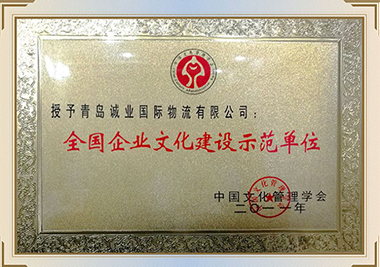 授予青岛诚业国际物流有限公司：
全国企业文化建设示范单位
中国文化管理学会
二〇一一年